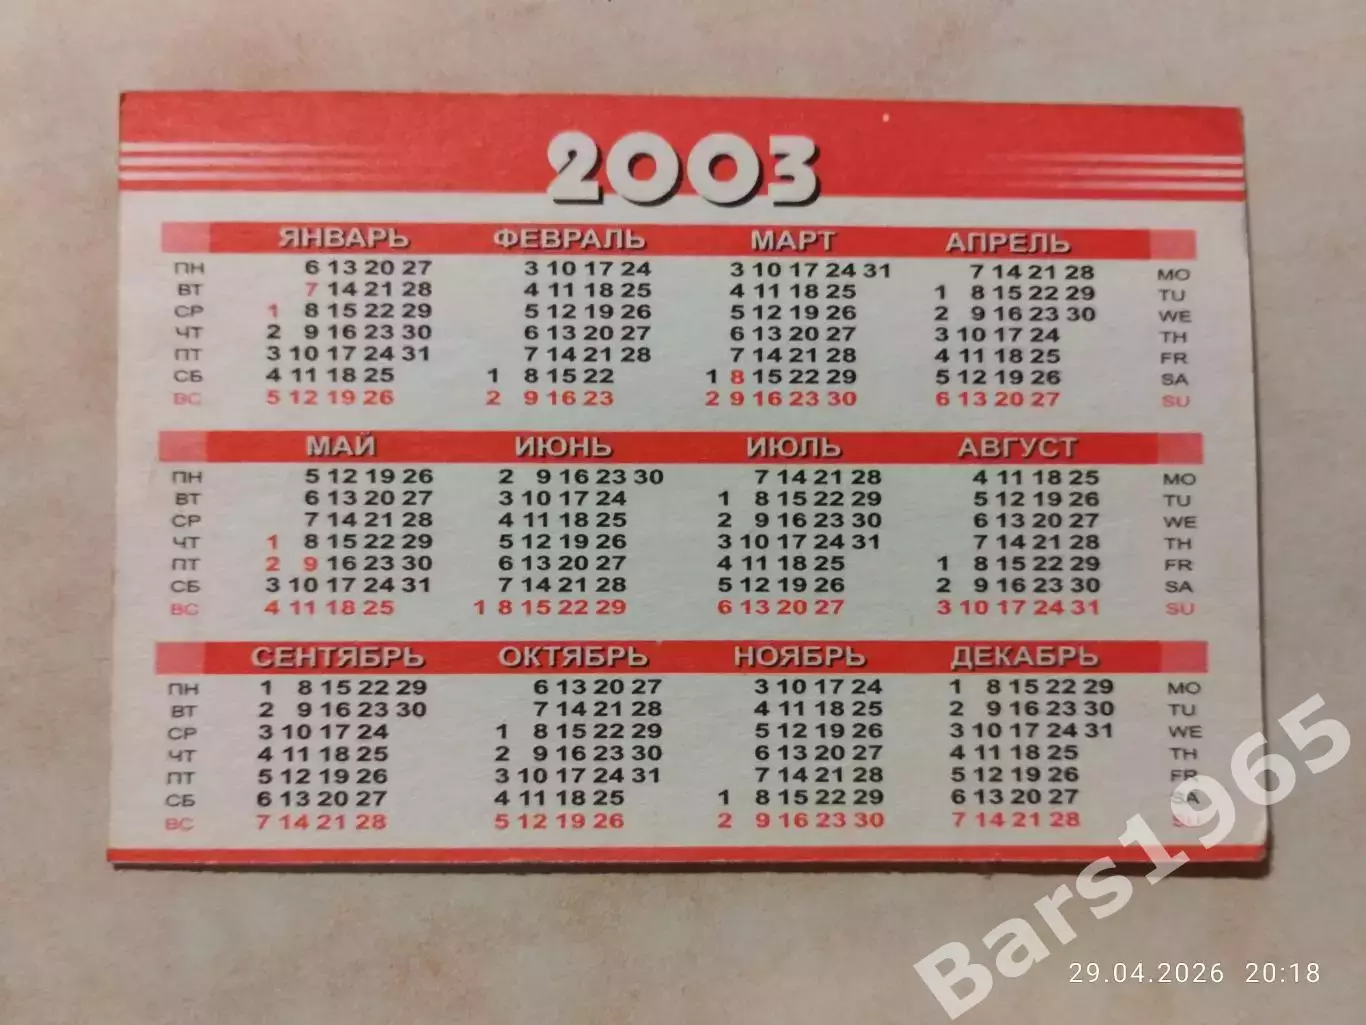 2003
ЯНВАРЬ ФЕВРАЛЬ МАРТ АПРЕЛЬ
ПН 6 13 20 27 3 10 17 24 3 10 17 24 31 7 14 21 28 MO
ВТ 7 14 21 28 4 11 18 25 4 11 18 25 1 8 15 22 29 TU
СР 1 8 15 22 29 5 12 19 26 5 12 19 26 2 9 16 23 30 WE
ЧТ 2 9 16 23 30 6 13 20 27 6 13 20 27 3 10 17 24 TH
ПТ 3 10 17 24 31 7 14 21 28 7 14 21 28 4 11 18 25 FR
СБ 4 11 18 25 1 8 15 22 1 8 15 22 29 5 12 19 26 SA
ВС 5 12 19 26 2 9 16 23 2 9 16 23 30 6 13 20 27 SU
МАЙ ИЮНЬ ИЮЛЬ АВГУСТ
ПН 5 12 19 26 2 9 16 23 30 7 14 21 28 4 11 18 25 MO
ВТ 6 13 20 27 3 10 17 24 1 8 15 22 29 5 12 19 26 TU
СР 7 14 21 28 4 11 18 25 2 9 16 23 30 6 13 20 27 WE
ЧТ 1 8 15 22 29 5 12 19 26 3 10 17 24 31 7 14 21 28 TH
ПТ 2 9 16 23 30 6 13 20 27 4 11 18 25 1 8 15 22 29 FR
СБ 3 10 17 24 31 7 14 21 28 5 12 19 26 2 9 16 23 30 SA
ВС 4 11 18 25 1 8 15 22 29 6 13 20 27 3 10 17 24 31 SU
СЕНТЯБРЬ ОКТЯБРЬ НОЯБРЬ ДЕКАБРЬ
ПН 1 8 15 22 29 6 13 20 27 3 10 17 24 1 8 15 22 29 MO
ВТ 2 9 16 23 30 7 14 21 28 4 11 18 25 2 9 16 23 30 TU
СР 3 10 17 24 1 8 15 22 29 5 12 19 26 3 10 17 24 31 WE
ЧТ 4 11 18 25 2 9 16 23 30 6 13 20 27 4 11 18 25 TH
ПТ 5 12 19 26 3 10 17 24 31 7 14 21 28 5 12 19 26 FR
СБ 6 13 20 27 4 11 18 25 1 8 15 22 29 6 13 20 27 SA
ВС 7 14 21 28 5 12 19 26 2 9 16 23 30 7 14 21 28 SU
Bars1965
29.04.2026 20:18